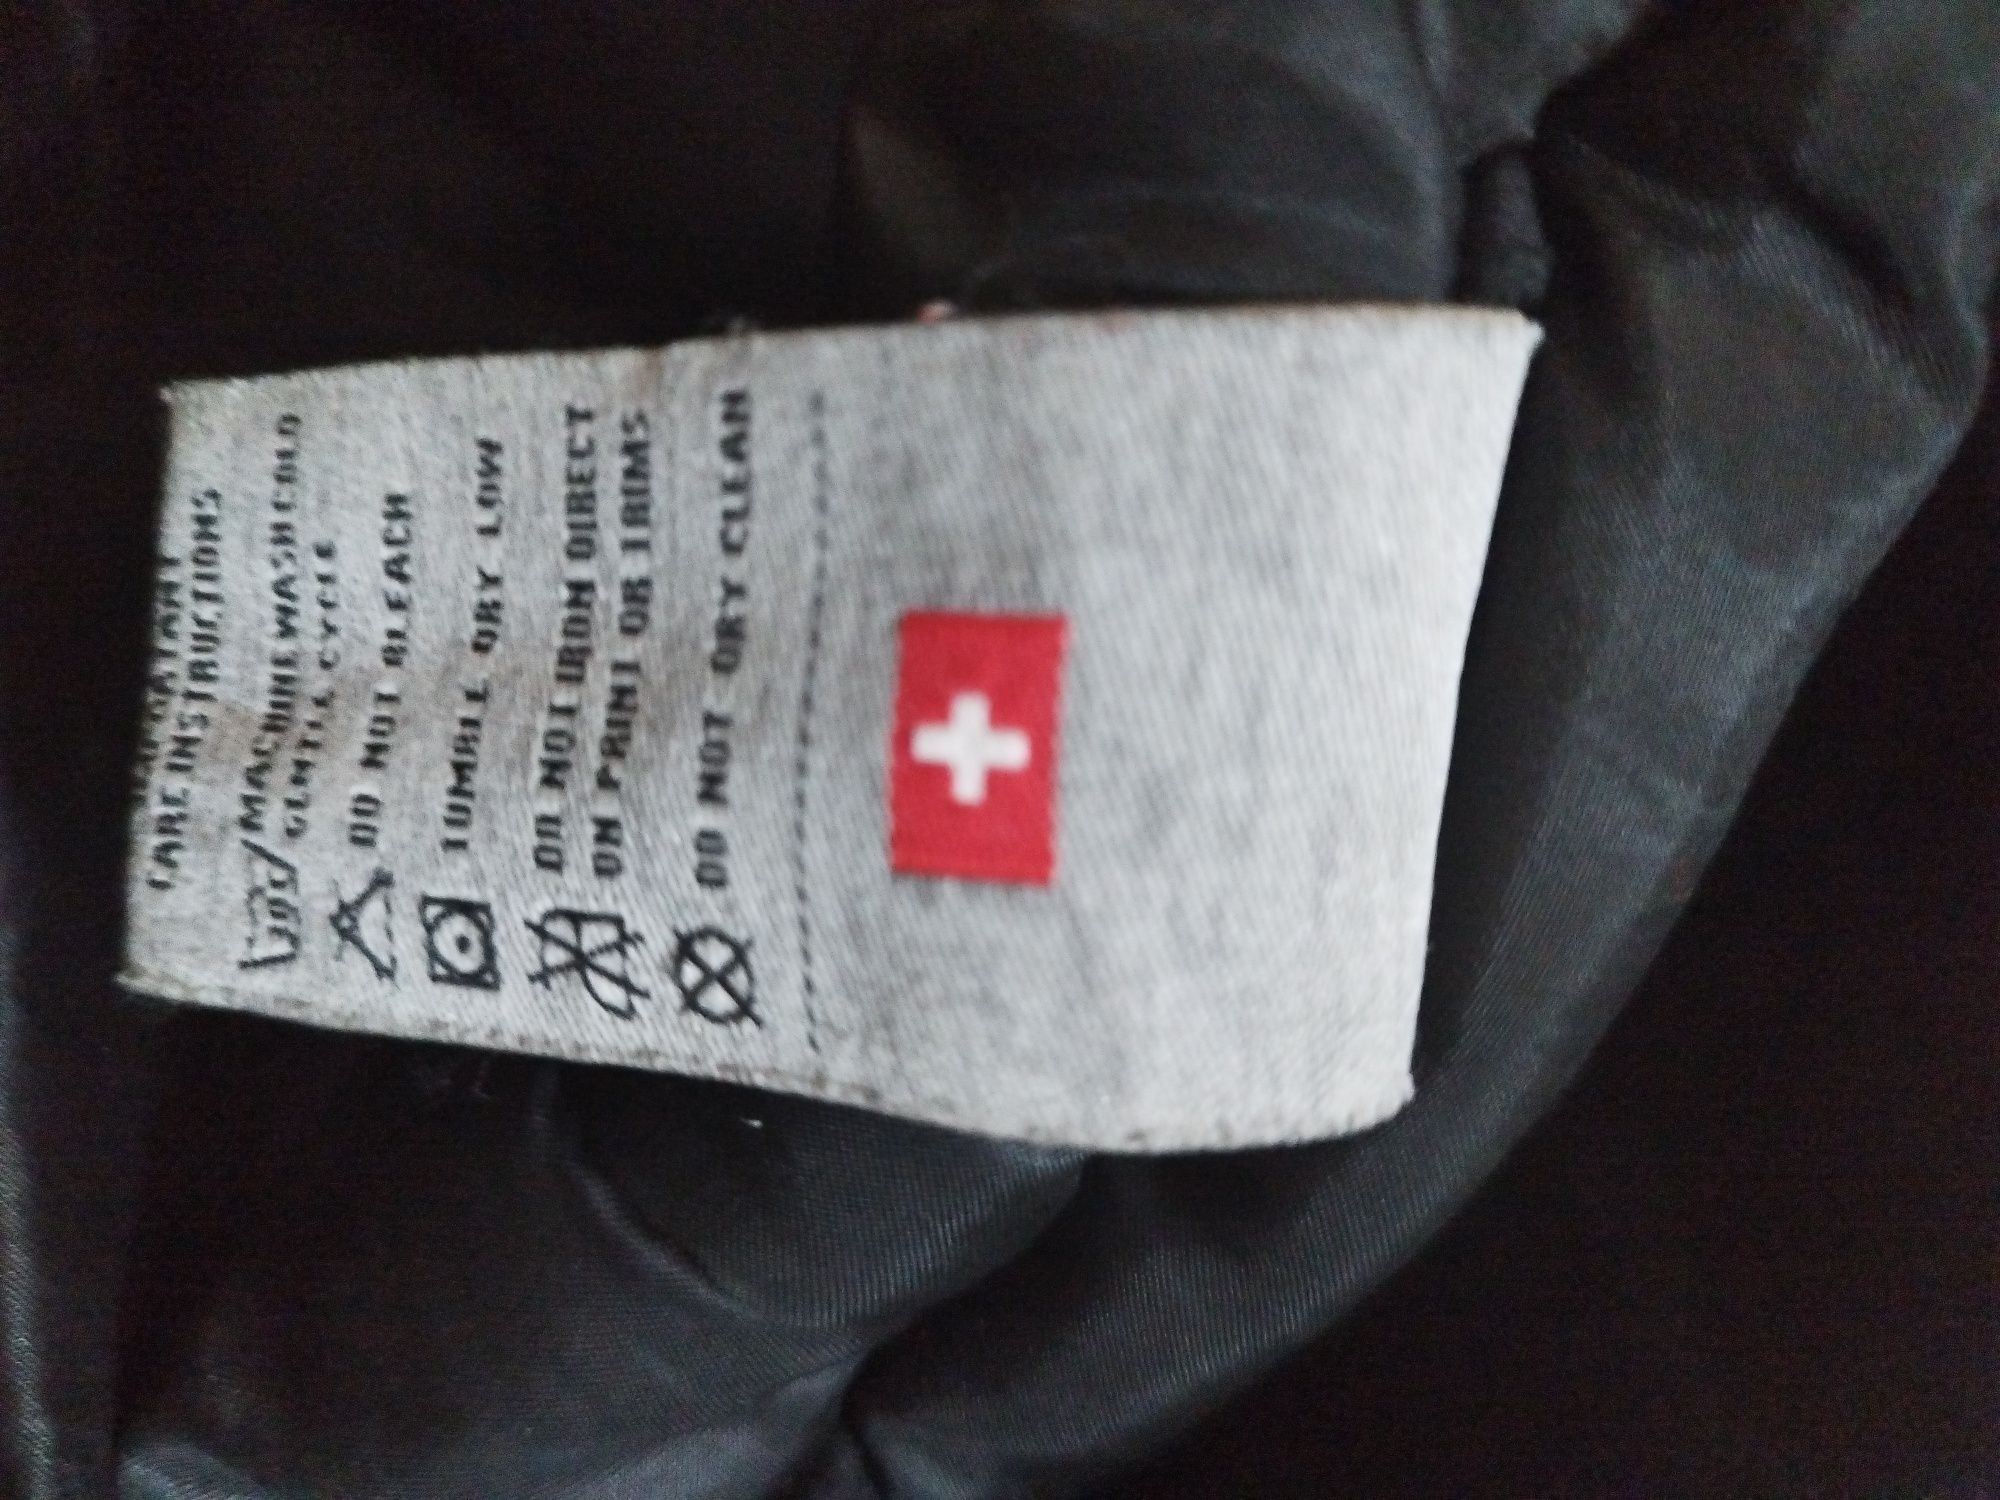 IMPORTANT
CARE INSTRUCTIONS
MACHINE WASH COLD
GENTLE CYCLE
DO NOT BLEACH
TUMBLE DRY LOW
DO NOT IRON DIRECT
ON PRINT OR TRIMS
DO NOT DRY CLEAN